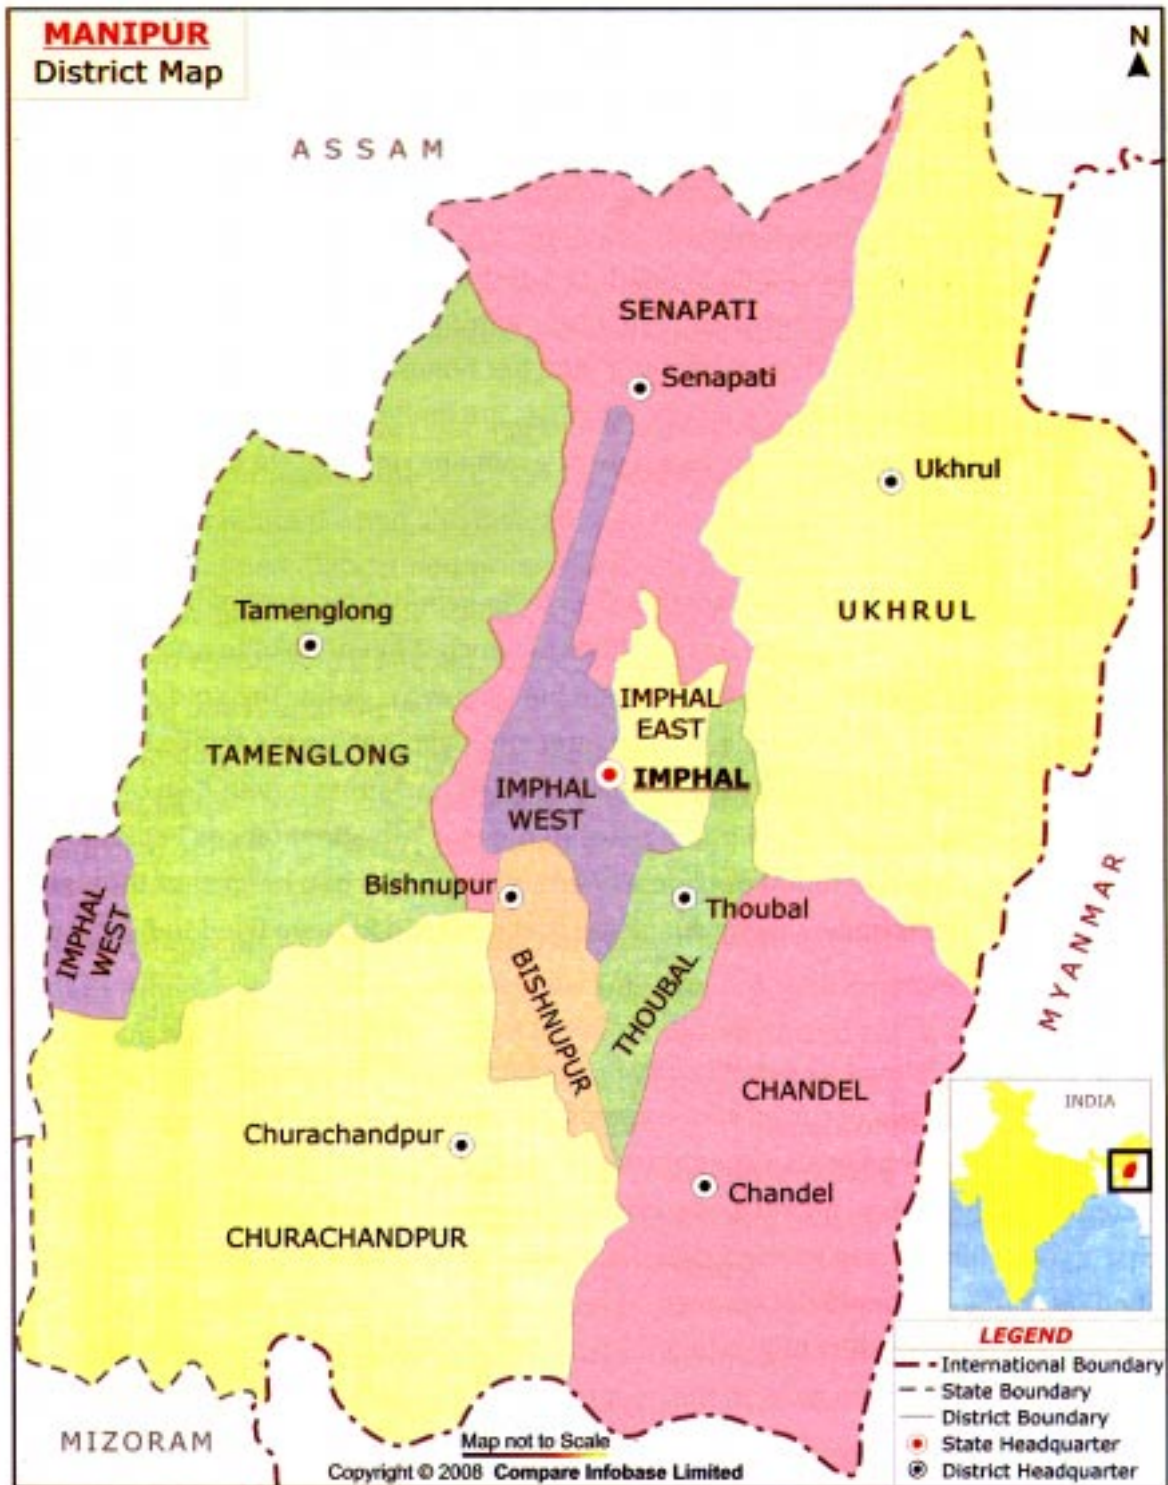 MANIPUR
District Map
N
A S S A M
SENAPATI
Senapati
Ukhrul
UKHRUL
Tamenglong
TAMENGLONG
IMPHAL
EAST
IMPHAL
IMPHAL
WEST
Bishnupur
Thoubal
IMPHAL
WEST
BISHNUPUR
THOUBAL
MYANMAR
CHANDEL
INDIA
Churachandpur
Chandel
CHURACHANDPUR
LEGEND
International Boundary
State Boundary
District Boundary
State Headquarter
District Headquarter
MIZORAM
Map not to Scale
Copyright © 2008 Compare Infobase Limited